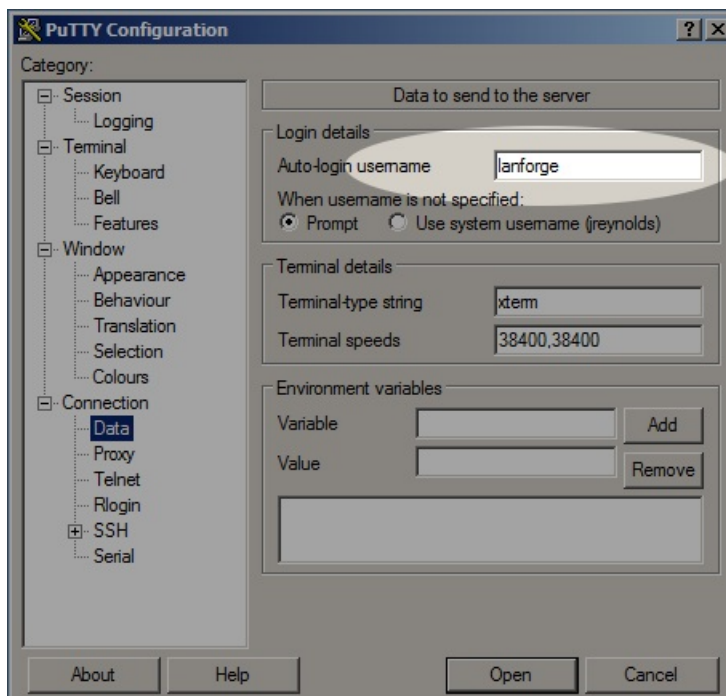 PuTTY Configuration
Category:
Session
Logging
Terminal
Keyboard
Bell
Features
Window
Appearance
Behaviour
Translation
Selection
Colours
Connection
Data
Proxy
Telnet
Rlogin
SSH
Serial
Data to send to the server
Login details
Auto-login username lanforge
When username is not specified:
Prompt Use system username (jreynolds)
Terminal details
Terminal-type string xterm
Terminal speeds 38400,38400
Environment variables
Variable Add
Value Remove
About Help Open Cancel